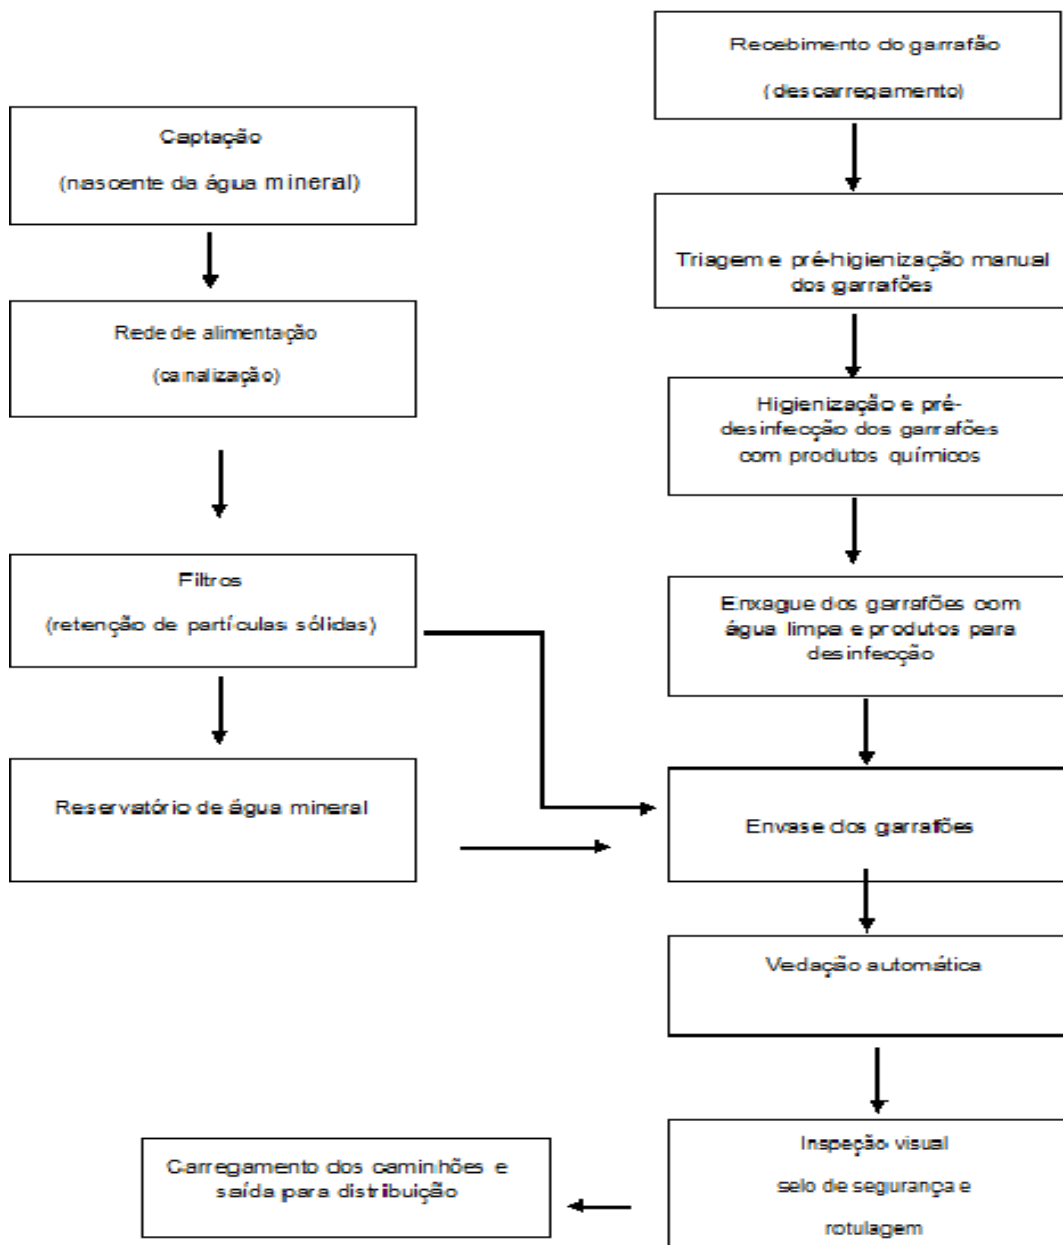 Recebimento do garrafão
(descarregamento)
Captação
(nascente da água mineral)
Triagem e pré-higienização manual
dos garrafões
Rede de alimentação
(canalização)
Higienização e pré-
desinfecção dos garrafões
com produtos químicos
Filtros
(retenção de partículas sólidas)
Enxague dos garrafões com
água limpa e produtos para
desinfecção
Reservatório de água mineral
Envase dos garrafões
Vedação automática
Inspeção visual
selo de segurança e
rotulagem
Carregamento dos caminhões e
saída para distribuição